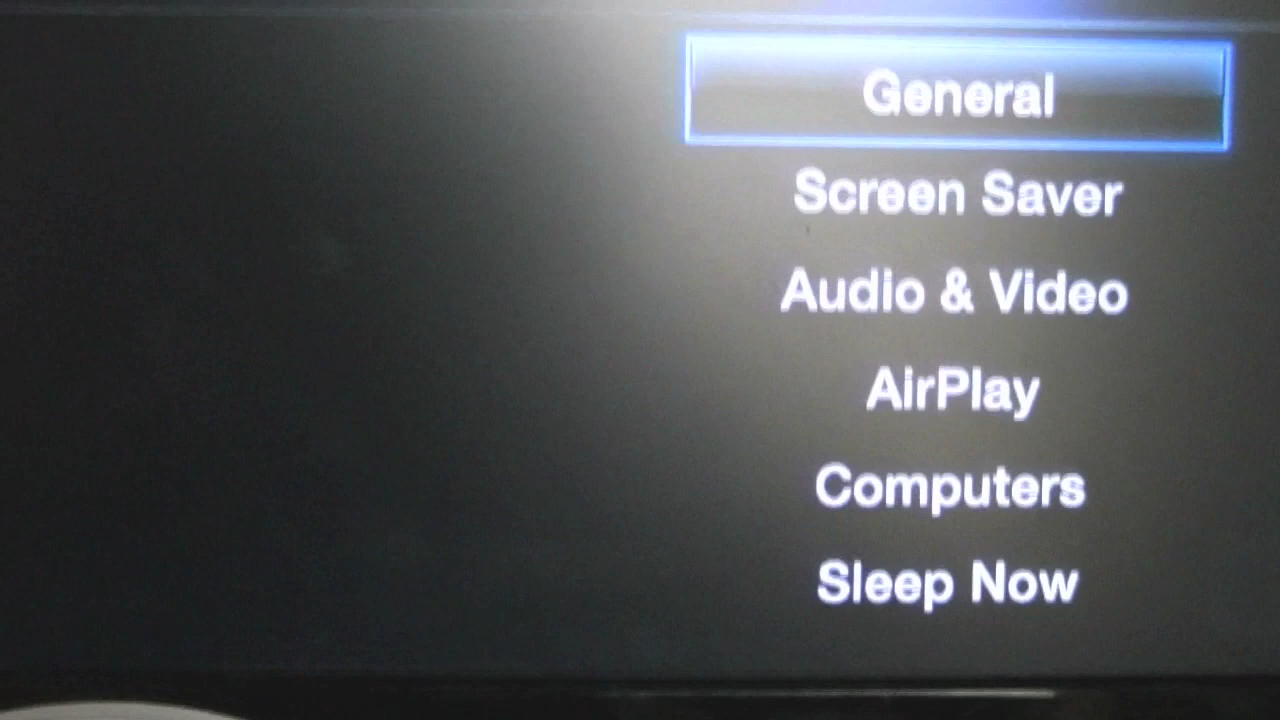 General
Screen Saver
Audio & Video
AirPlay
Computers
Sleep Now